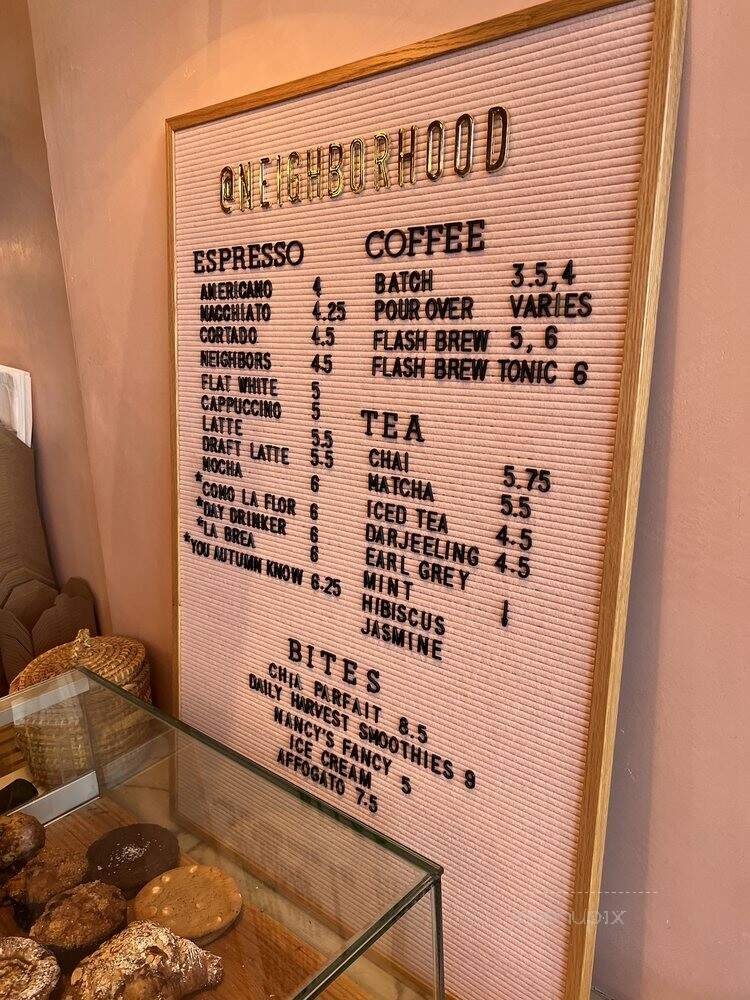 @NEIGHBORHOOD
ESPRESSO
AMERICANO 4
MACCHIATO 4.25
CORTADO 4.5
NEIGHBORS 4.5
FLAT WHITE 5
CAPPUCCINO 5
LATTE 5.5
DRAFT LATTE 5.5
MOCHA 6
*COMO LA FLOR 6
*DAY DRINKER 6
*LA BREA 6
*YOU AUTUMN KNOW 6.25
COFFEE
BATCH 3.5,4
POUR OVER VARIES
FLASH BREW 5, 6
FLASH BREW TONIC 6
TEA
CHAI 5.75
MATCHA 5.5
ICED TEA 4.5
DARJEELING 4.5
EARL GREY
MINT
HIBISCUS
JASMINE
BITES
CHIA PARFAIT 8.5
DAILY HARVEST SMOOTHIES 9
NANCY'S FANCY
ICE CREAM 5
AFFOGATO 7.5